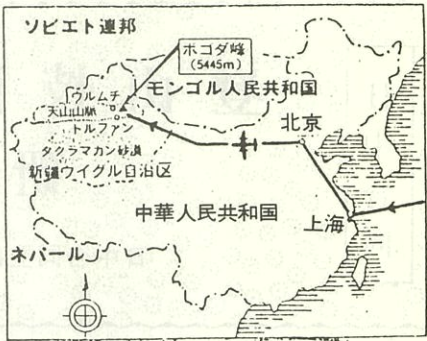 ソビエト連邦
ボゴダ峰
(5445m)
モンゴル人民共和国
ウルムチ
天山山脈
トルファン
タクラマカン砂漠
新疆ウイグル自治区
北京
中華人民共和国
上海
ネパール